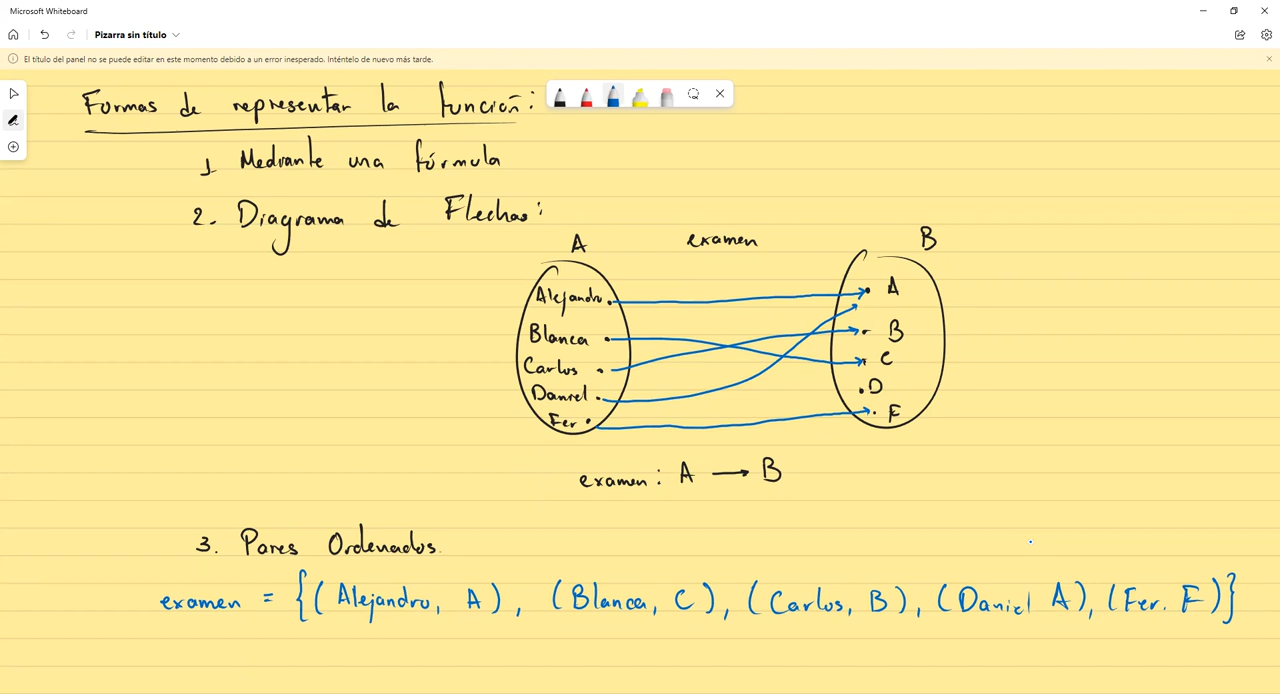 Microsoft Whiteboard
Pizarra sin título
El título del panel no se puede editar en este momento debido a un error inesperado. Inténtelo de nuevo más tarde.
Formas de representar la función:
1 Mediante una fórmula
2. Diagrama de Flechas:
A examen B
Alejandro. . A
Blanca . . B
Carlos . . C
Daniel . . D
Fer . . F
examen : A → B
3. Pares Ordenados.
examen = {(Alejandro, A), (Blanca, C), (Carlos, B), (Daniel A), (Fer. F)}